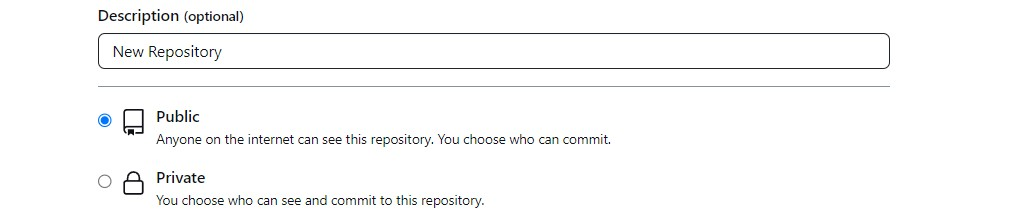 Description (optional)
New Repository
Public
Anyone on the internet can see this repository. You choose who can commit.
Private
You choose who can see and commit to this repository.